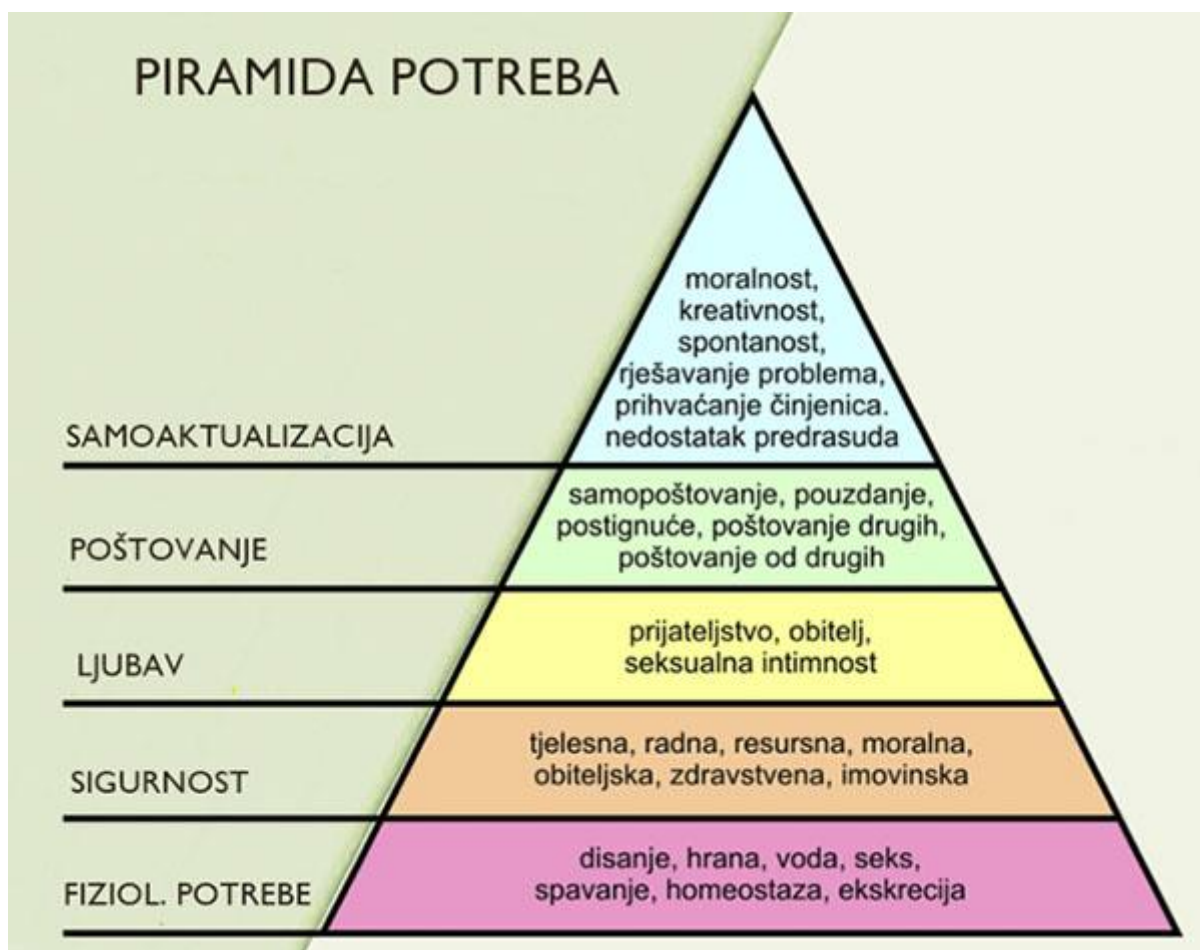 PIRAMIDA POTREBA
moralnost,
kreativnost,
spontanost,
rješavanje problema,
prihvaćanje činjenica.
nedostatak predrasuda
SAMOAKTUALIZACIJA
samopoštovanje, pouzdanje,
postignuće, poštovanje drugih,
poštovanje od drugih
POŠTOVANJE
prijateljstvo, obitelj,
seksualna intimnost
LJUBAV
tjelesna, radna, resursna, moralna,
obiteljska, zdravstvena, imovinska
SIGURNOST
disanje, hrana, voda, seks,
spavanje, homeostaza, ekskrecija
FIZIOL. POTREBE